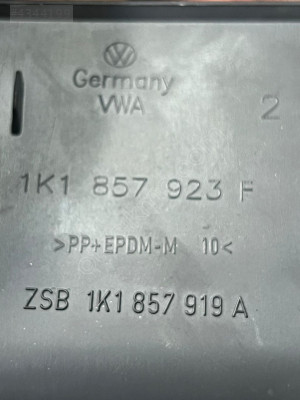 Germany
VWA
2
1K1 857 923 F
>PP+EPDM-M 10<
ZSB 1K1 857 919 A